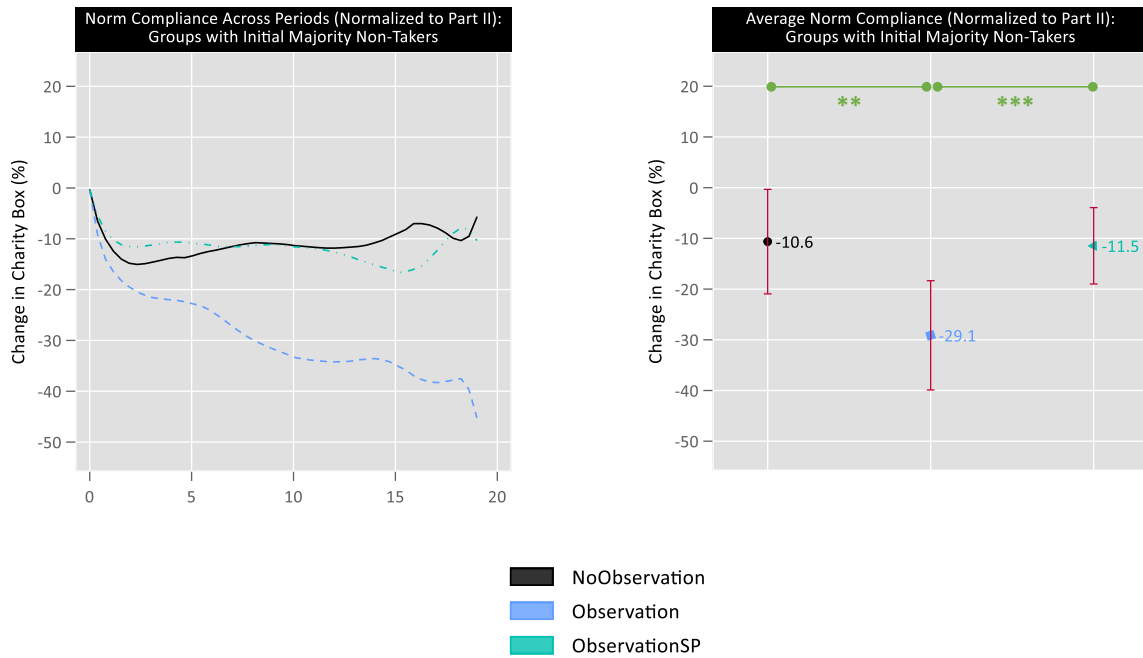 Norm Compliance Across Periods (Normalized to Part II):
Groups with Initial Majority Non-Takers
Change in Charity Box (%)
20
10
0
-10
-20
-30
-40
-50
0
5
10
15
20
Average Norm Compliance (Normalized to Part II):
Groups with Initial Majority Non-Takers
Change in Charity Box (%)
20
10
0
-10
-20
-30
-40
-50
**
***
-10.6
-29.1
-11.5
NoObservation
Observation
ObservationSP